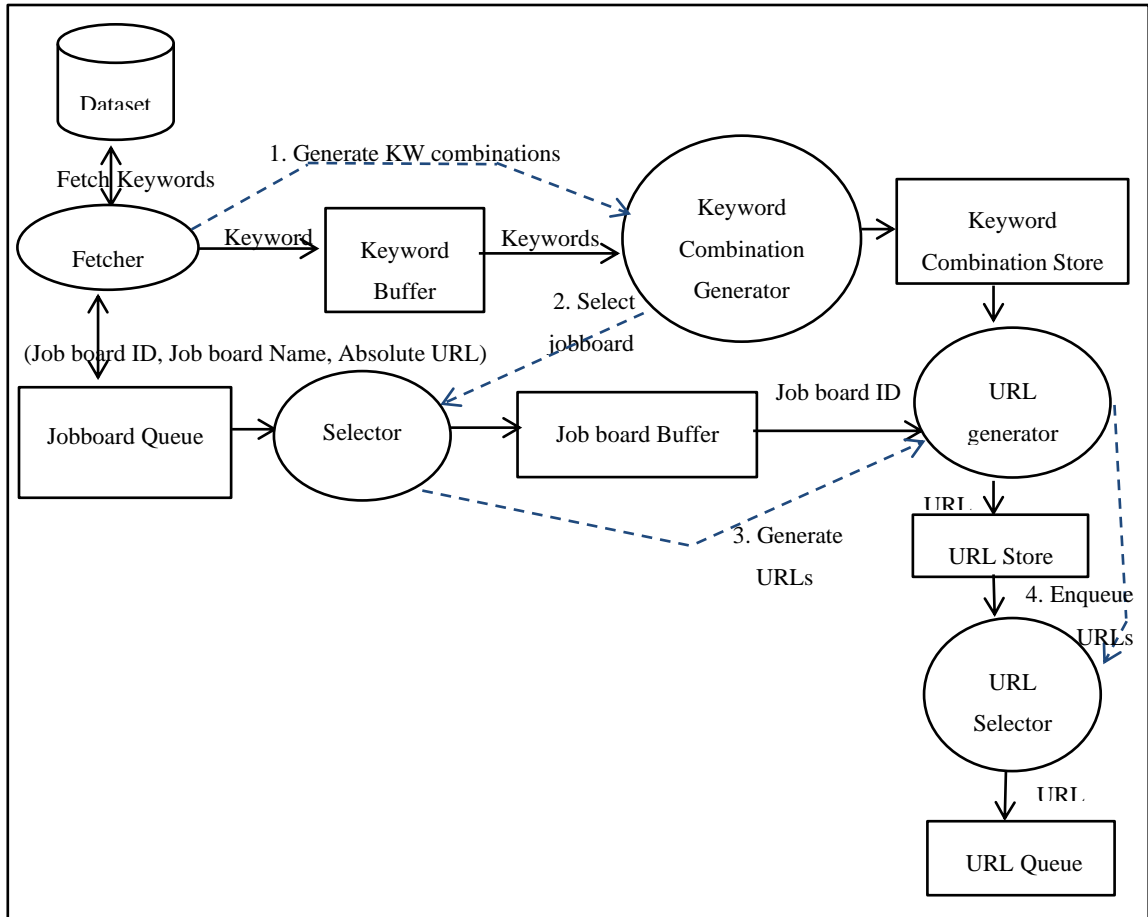 Dataset
1. Generate KW combinations
Fetch Keywords
Fetcher
Keyword
Keyword
Buffer
Keywords
Keyword
Combination
Generator
Keyword
Combination Store
2. Select
jobboard
(Job board ID, Job board Name, Absolute URL)
Jobboard Queue
Selector
Job board Buffer
Job board ID
URL
generator
3. Generate
URLs
URL
URL Store
4. Enqueue
URLs
URL
Selector
URL
URL Queue